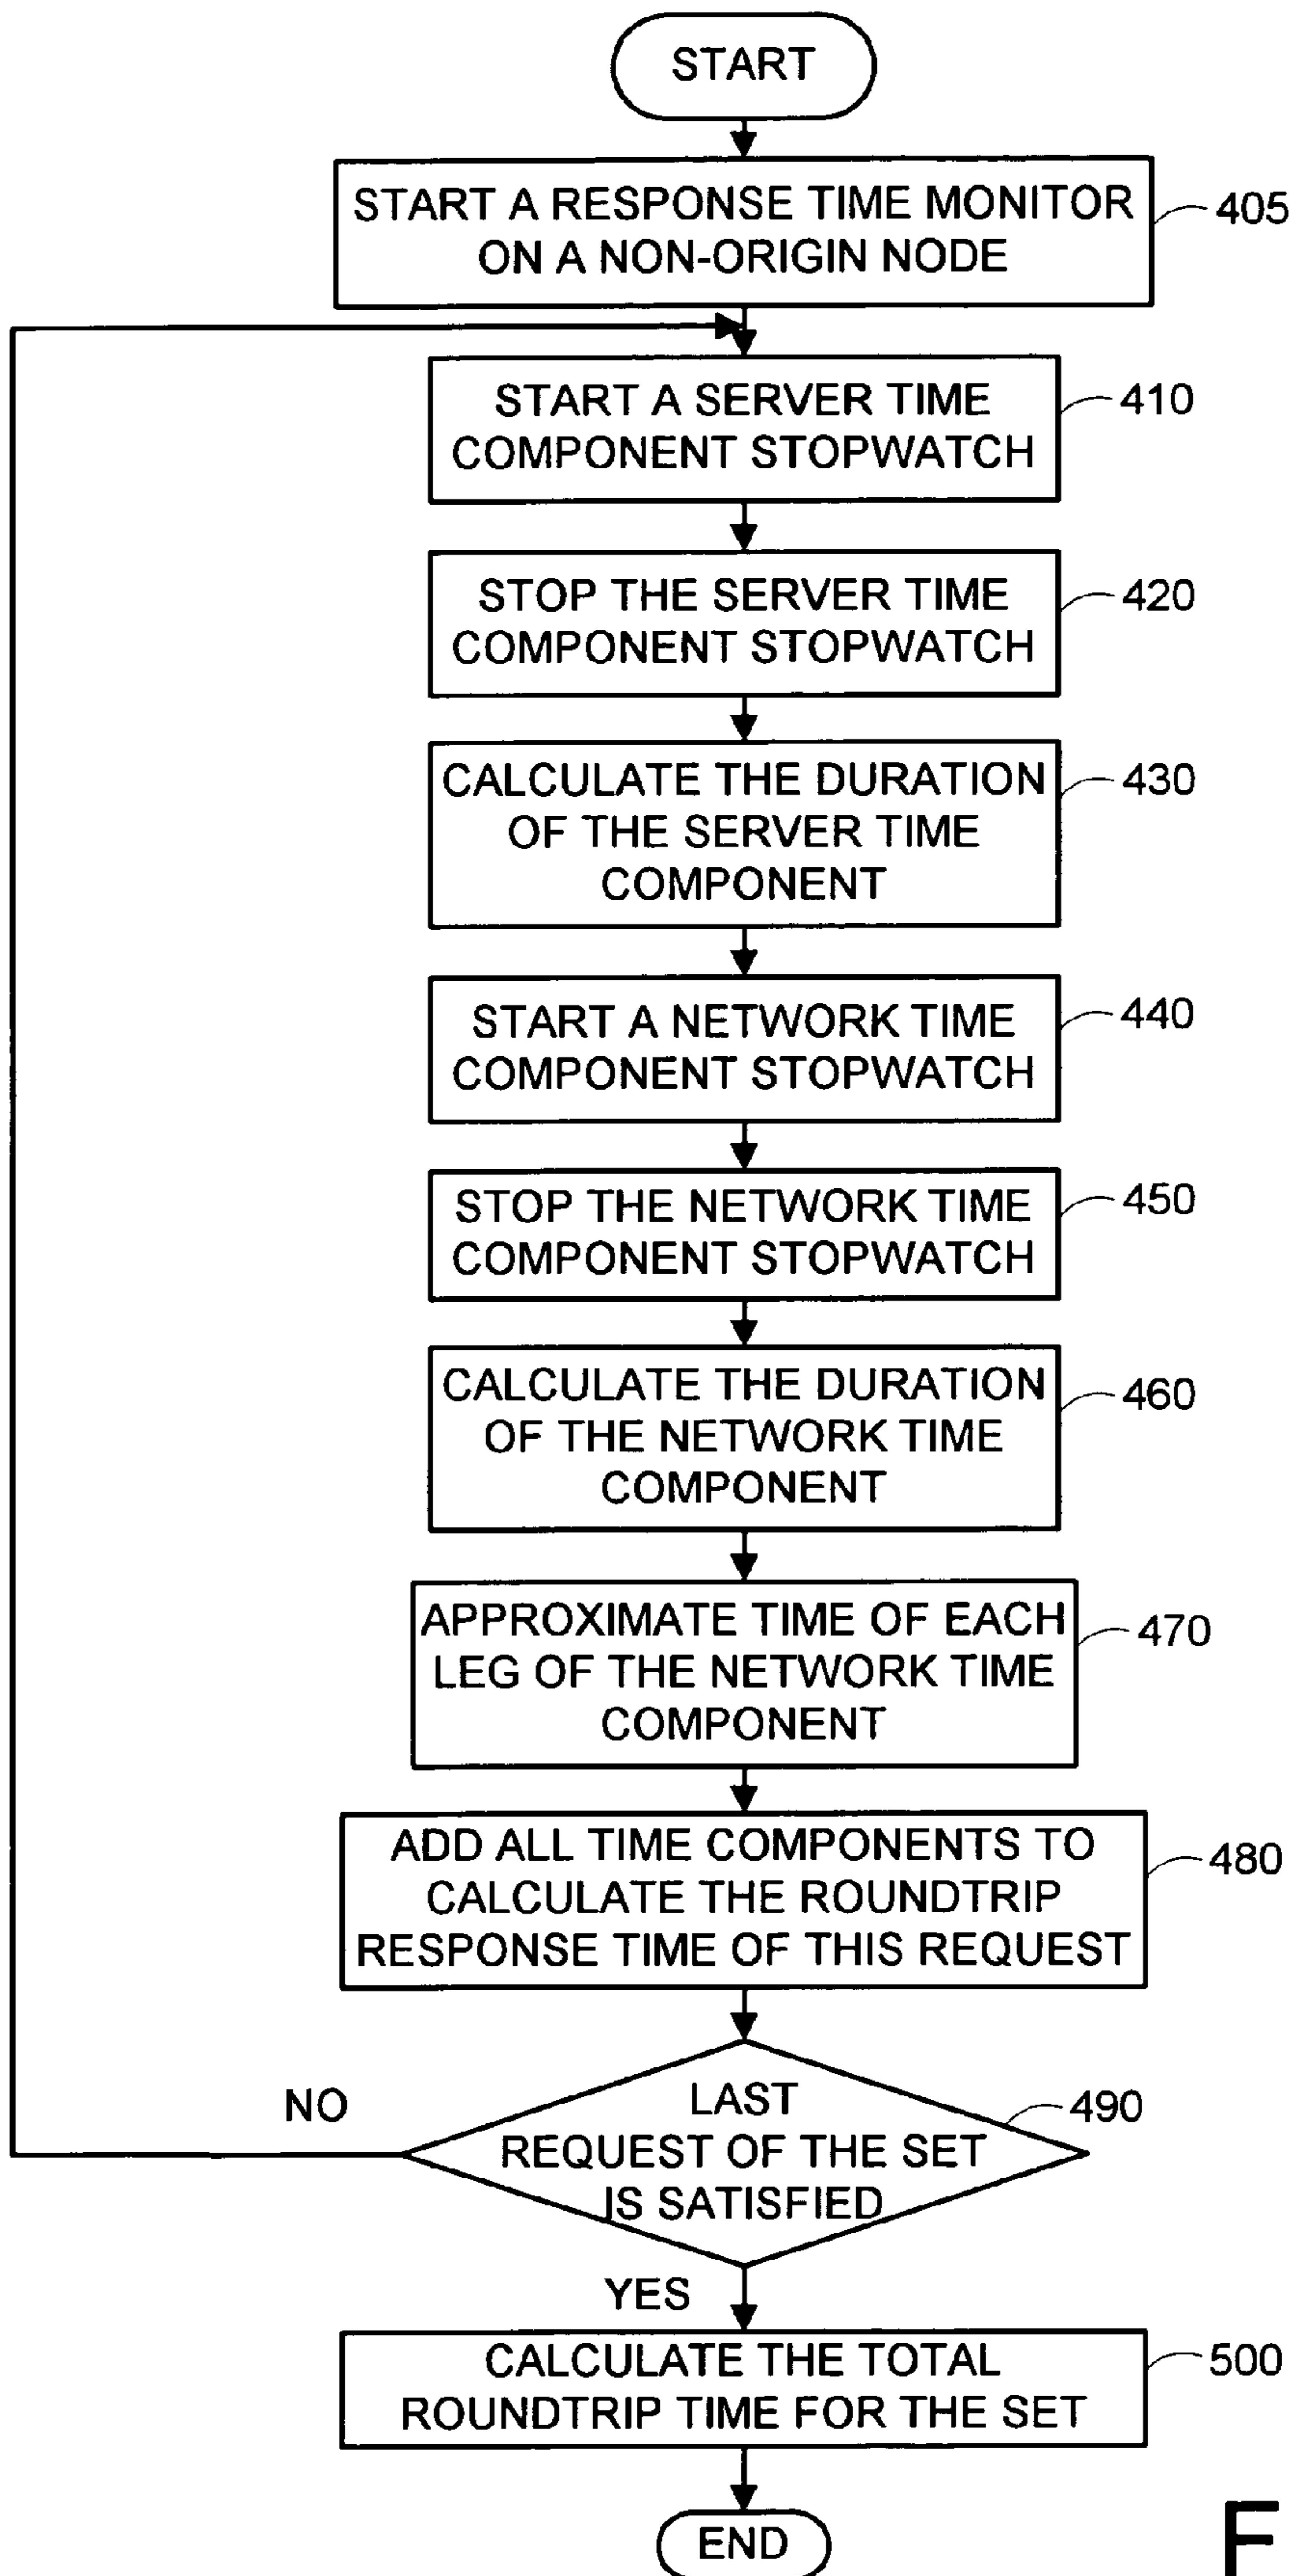 START
START A RESPONSE TIME MONITOR
ON A NON-ORIGIN NODE
405
START A SERVER TIME
COMPONENT STOPWATCH
410
STOP THE SERVER TIME
COMPONENT STOPWATCH
420
CALCULATE THE DURATION
OF THE SERVER TIME
COMPONENT
430
START A NETWORK TIME
COMPONENT STOPWATCH
440
STOP THE NETWORK TIME
COMPONENT STOPWATCH
450
CALCULATE THE DURATION
OF THE NETWORK TIME
COMPONENT
460
APPROXIMATE TIME OF EACH
LEG OF THE NETWORK TIME
COMPONENT
470
ADD ALL TIME COMPONENTS TO
CALCULATE THE ROUNDTRIP
RESPONSE TIME OF THIS REQUEST
480
NO
LAST
REQUEST OF THE SET
IS SATISFIED
490
YES
CALCULATE THE TOTAL
ROUNDTRIP TIME FOR THE SET
500
END
F